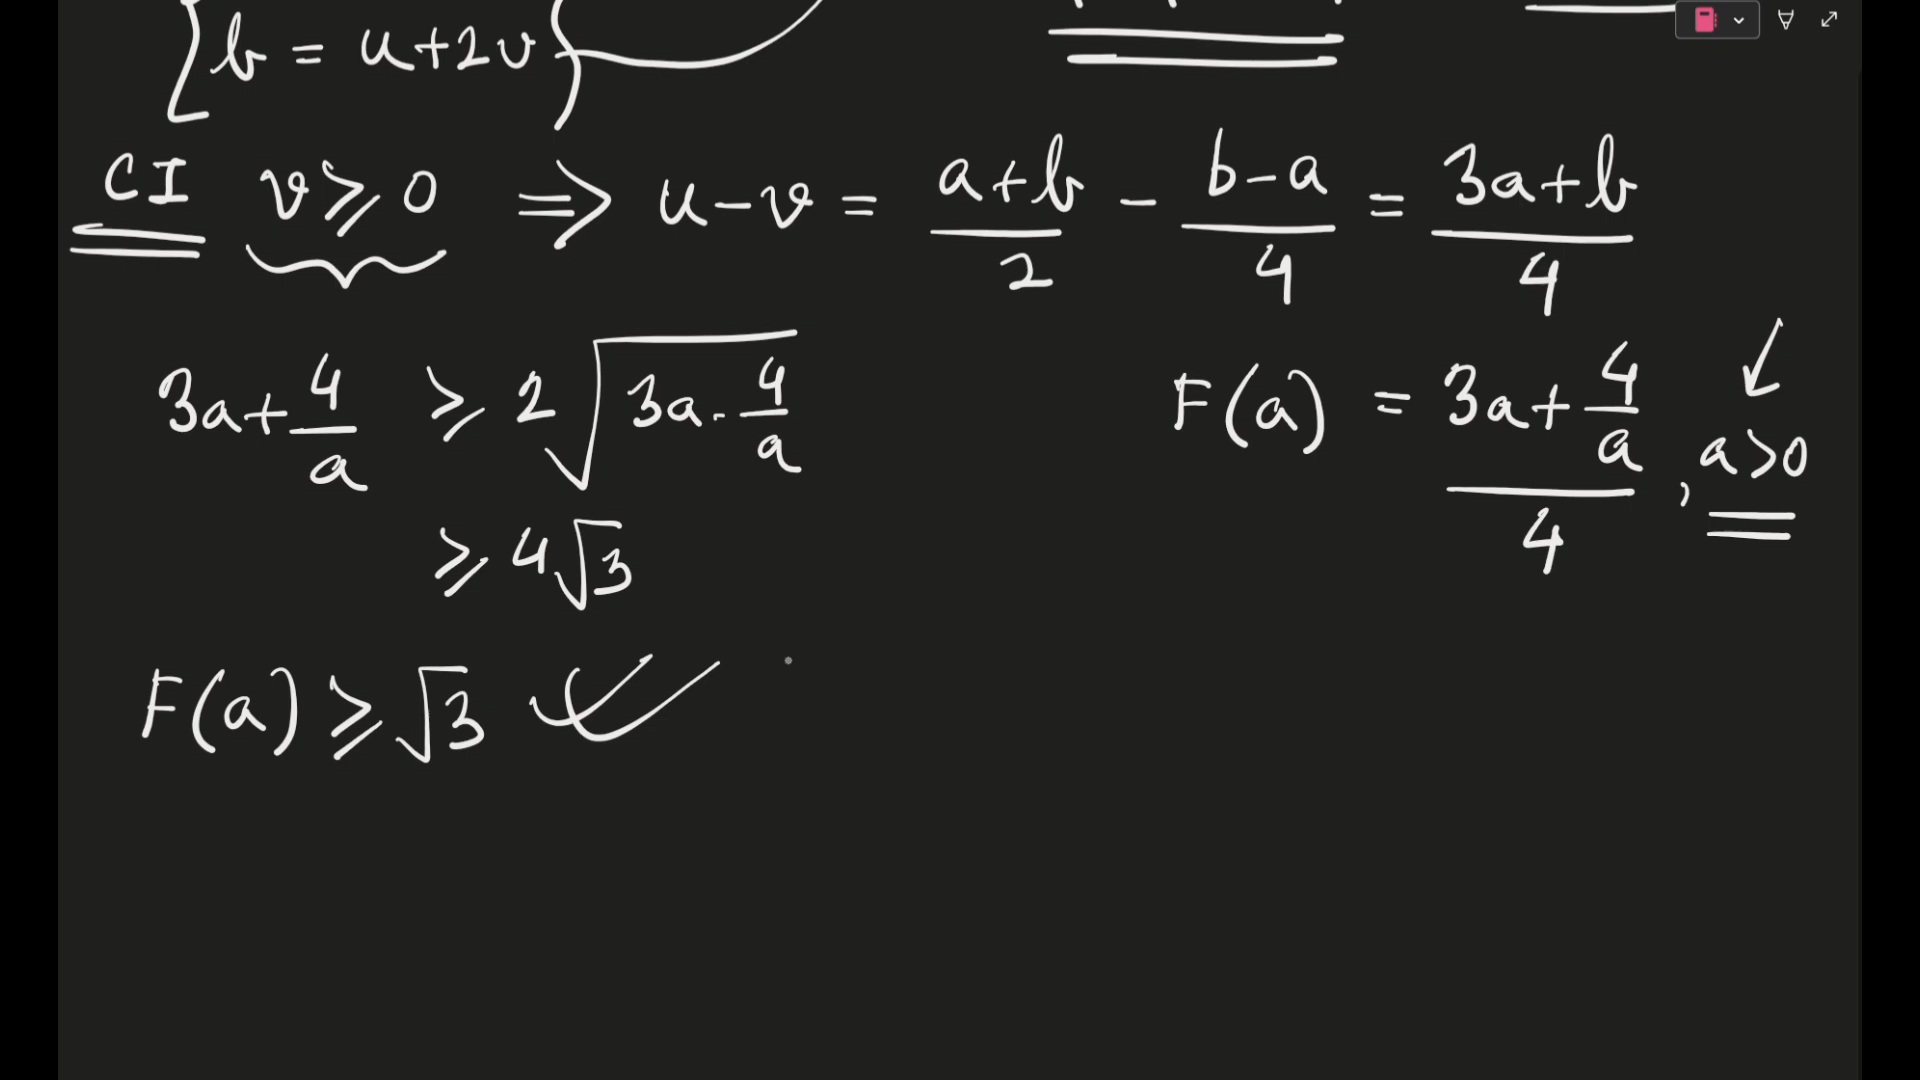 b = u+2v
CI v ⩾ 0 ⇒ u-v = a+b/2 - b-a/4 = 3a+b/4
3a + 4/a ⩾ 2√(3a · 4/a)
F(a) = (3a + 4/a)/4 , a>0
⩾ 4√3
F(a) ⩾ √3